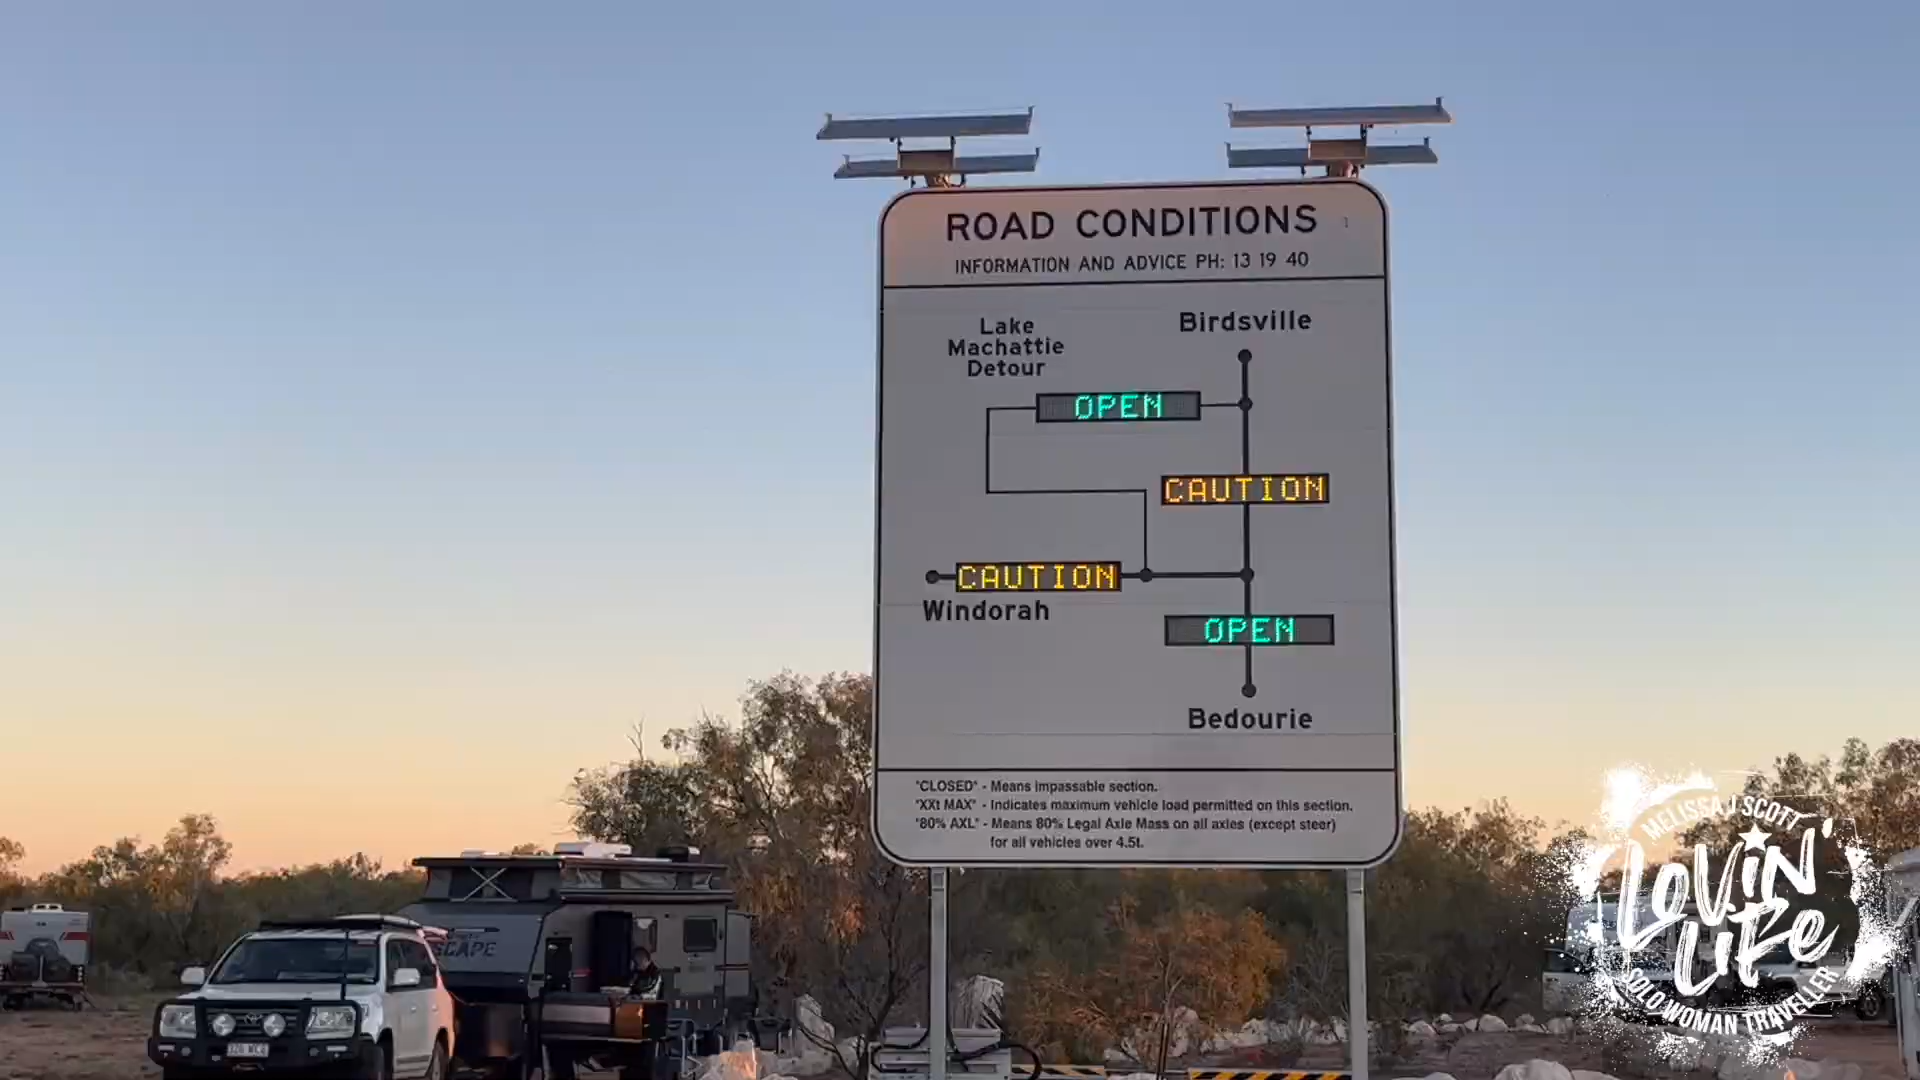 ROAD CONDITIONS
INFORMATION AND ADVICE PH: 13 19 40
Lake
Machattie
Detour
Birdsville
OPEN
CAUTION
CAUTION
Windorah
OPEN
Bedourie
"CLOSED" - Means impassable section.
"XXt MAX" - Indicates maximum vehicle load permitted on this section.
"80% AXL" - Means 80% Legal Axle Mass on all axles (except steer)
for all vehicles over 4.5t.
SCAPE
MELISSA J SCOTT
LOVIN'
LIFE
SOLO WOMAN TRAVELLER